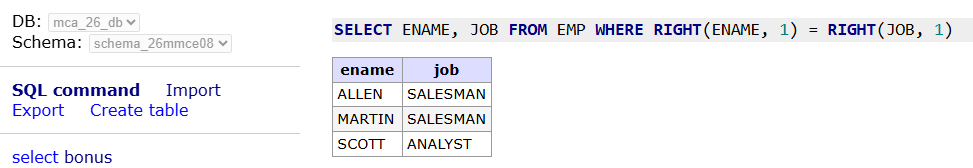 DB: mca_26_db
Schema: schema_26mmce08
SQL command Import
Export Create table
select bonus
SELECT ENAME, JOB FROM EMP WHERE RIGHT(ENAME, 1) = RIGHT(JOB, 1)
ename job
ALLEN SALESMAN
MARTIN SALESMAN
SCOTT ANALYST